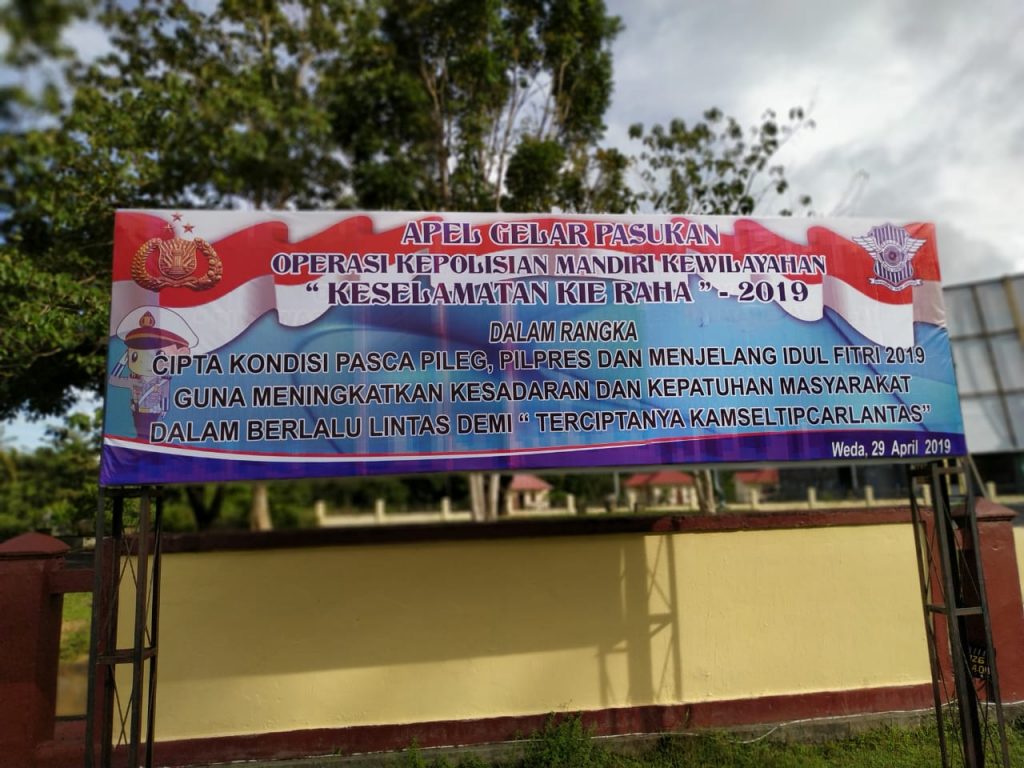 APEL GELAR PASUKAN
OPERASI KEPOLISIAN MANDIRI KEWILAYAHAN
“ KESELAMATAN KIE RAHA ” - 2019
DALAM RANGKA
CIPTA KONDISI PASCA PILEG, PILPRES DAN MENJELANG IDUL FITRI 2019
GUNA MENINGKATKAN KESADARAN DAN KEPATUHAN MASYARAKAT
DALAM BERLALU LINTAS DEMI “ TERCIPTANYA KAMSELTIPCARLANTAS”
Weda, 29 April 2019